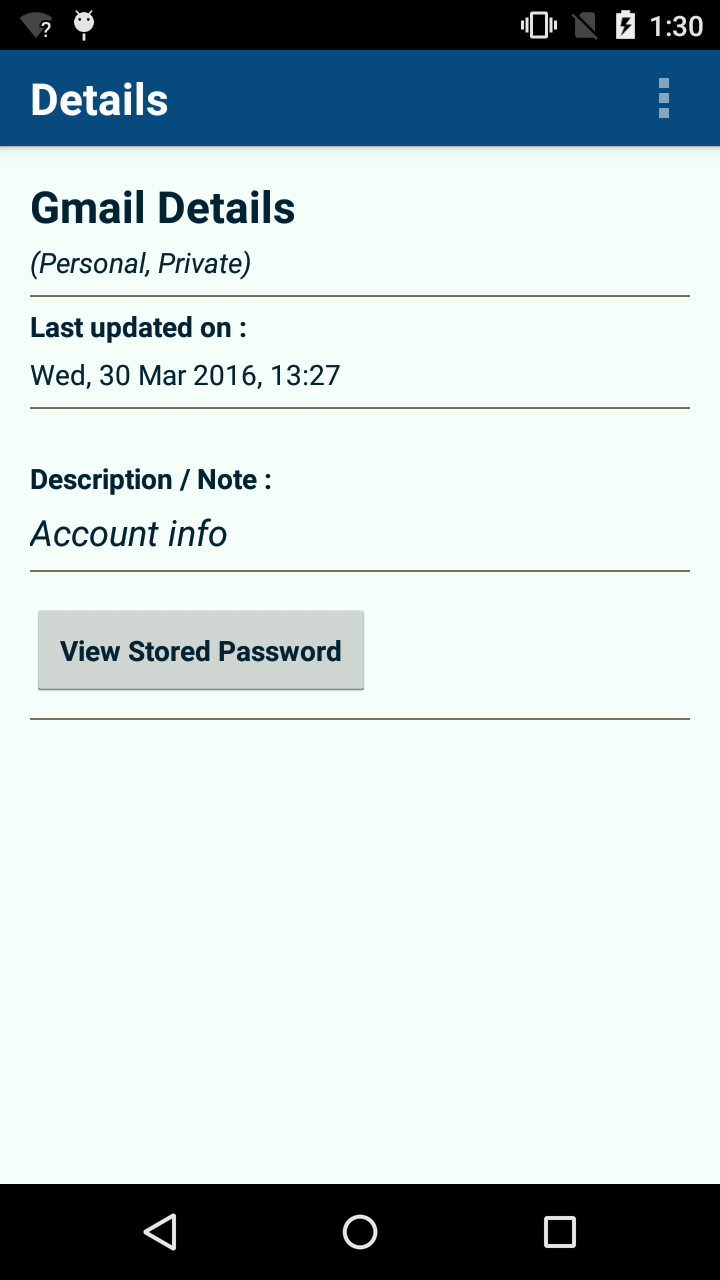 1:30
Details
Gmail Details
(Personal, Private)
Last updated on :
Wed, 30 Mar 2016, 13:27
Description / Note :
Account info
View Stored Password